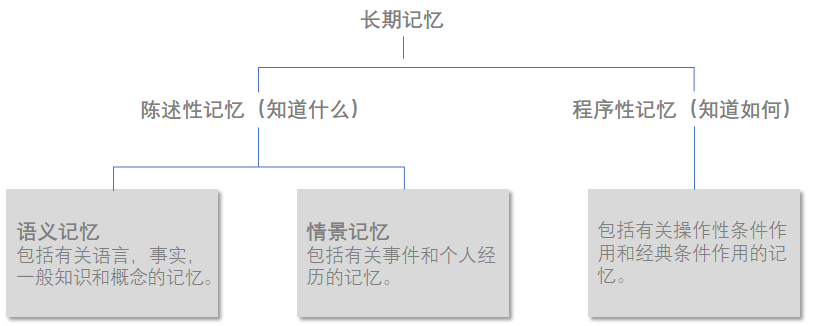 长期记忆
陈述性记忆（知道什么）
程序性记忆（知道如何）
语义记忆
包括有关语言，事实，
一般知识和概念的记忆。
情景记忆
包括有关事件和个人经
历的记忆。
包括有关操作性条件作
用和经典条件作用的记
忆。